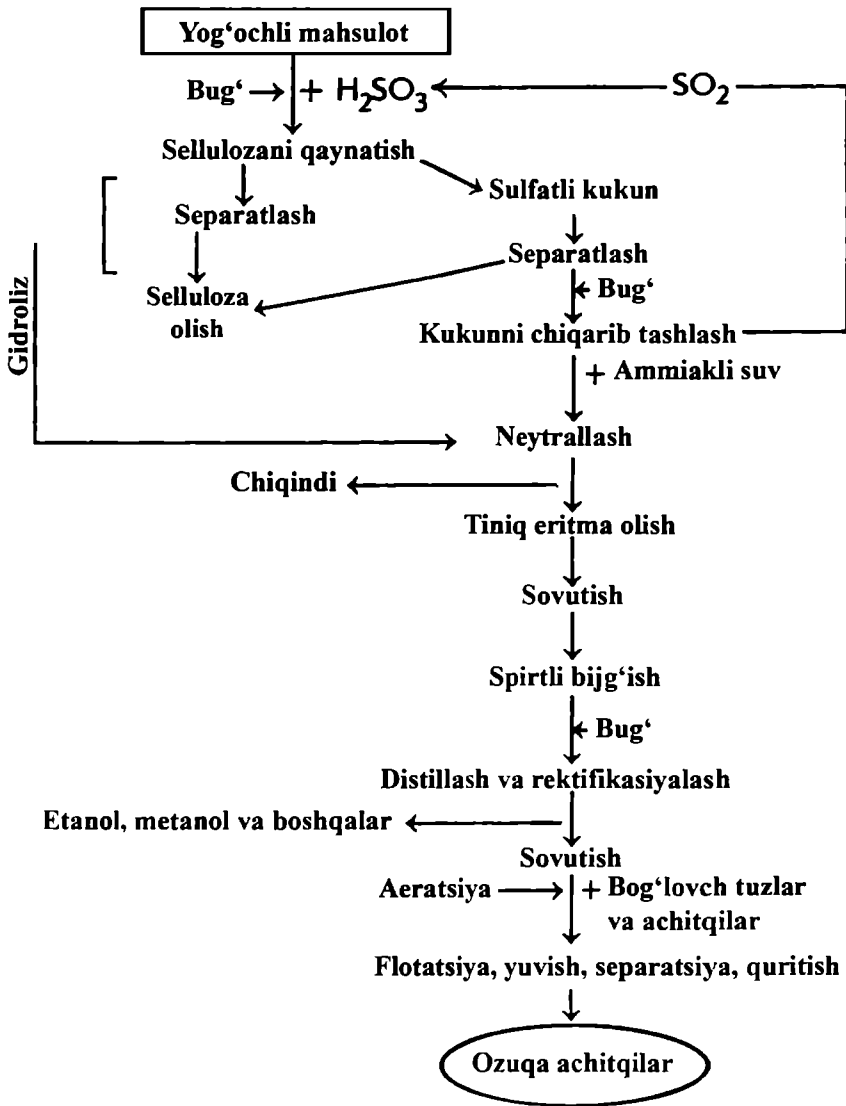 Yog‘ochli mahsulot
Bug‘
+ H₂SO₃
SO₂
Sellulozani qaynatish
Sulfatli kukun
Separatlash
Separatlash
Bug‘
Selluloza
olish
Gidroliz
Kukunni chiqarib tashlash
+ Ammiakli suv
Neytrallash
Chiqindi
Tiniq eritma olish
Sovutish
Spirtli bijg‘ish
Bug‘
Distillash va rektifikasiyalash
Etanol, metanol va boshqalar
Sovutish
Aeratsiya
+ Bog‘lovch tuzlar
va achitqilar
Flotatsiya, yuvish, separatsiya, quritish
Ozuqa achitqilar